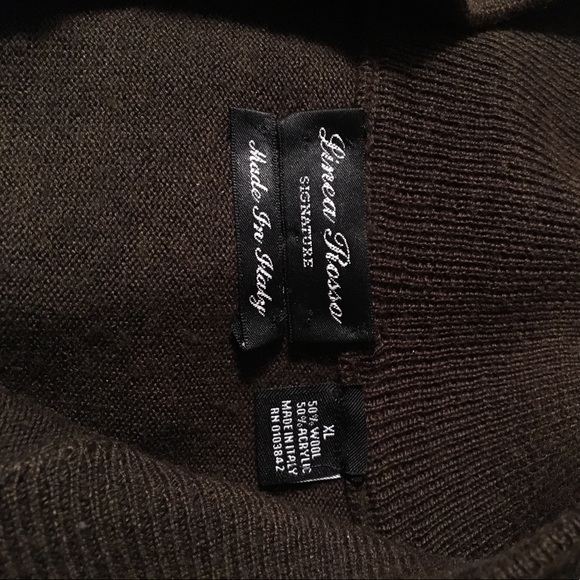 Linea Rosso
SIGNATURE
Made In Italy
XL
50% WOOL
50% ACRYLIC
MADE IN ITALY
RN 0103842